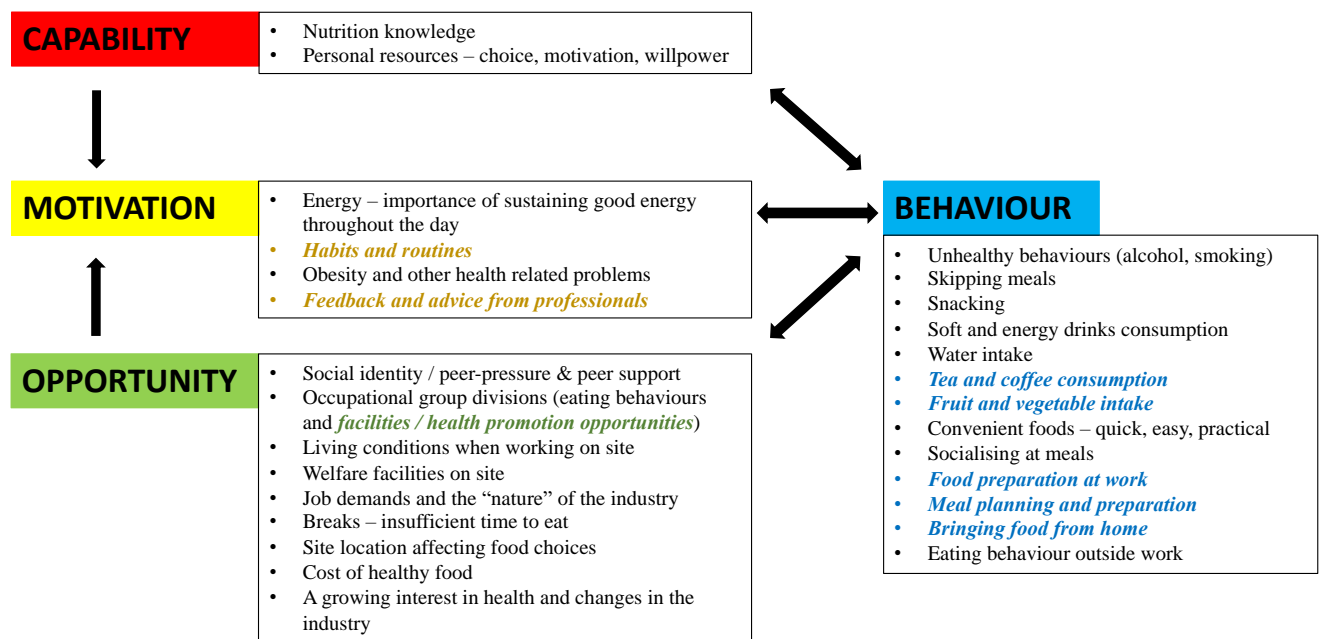 CAPABILITY
• Nutrition knowledge
• Personal resources – choice, motivation, willpower
MOTIVATION
• Energy – importance of sustaining good energy
throughout the day
• Habits and routines
• Obesity and other health related problems
• Feedback and advice from professionals
OPPORTUNITY
• Social identity / peer-pressure & peer support
• Occupational group divisions (eating behaviours
and facilities / health promotion opportunities)
• Living conditions when working on site
• Welfare facilities on site
• Job demands and the “nature” of the industry
• Breaks – insufficient time to eat
• Site location affecting food choices
• Cost of healthy food
• A growing interest in health and changes in the
industry
BEHAVIOUR
• Unhealthy behaviours (alcohol, smoking)
• Skipping meals
• Snacking
• Soft and energy drinks consumption
• Water intake
• Tea and coffee consumption
• Fruit and vegetable intake
• Convenient foods – quick, easy, practical
• Socialising at meals
• Food preparation at work
• Meal planning and preparation
• Bringing food from home
• Eating behaviour outside work